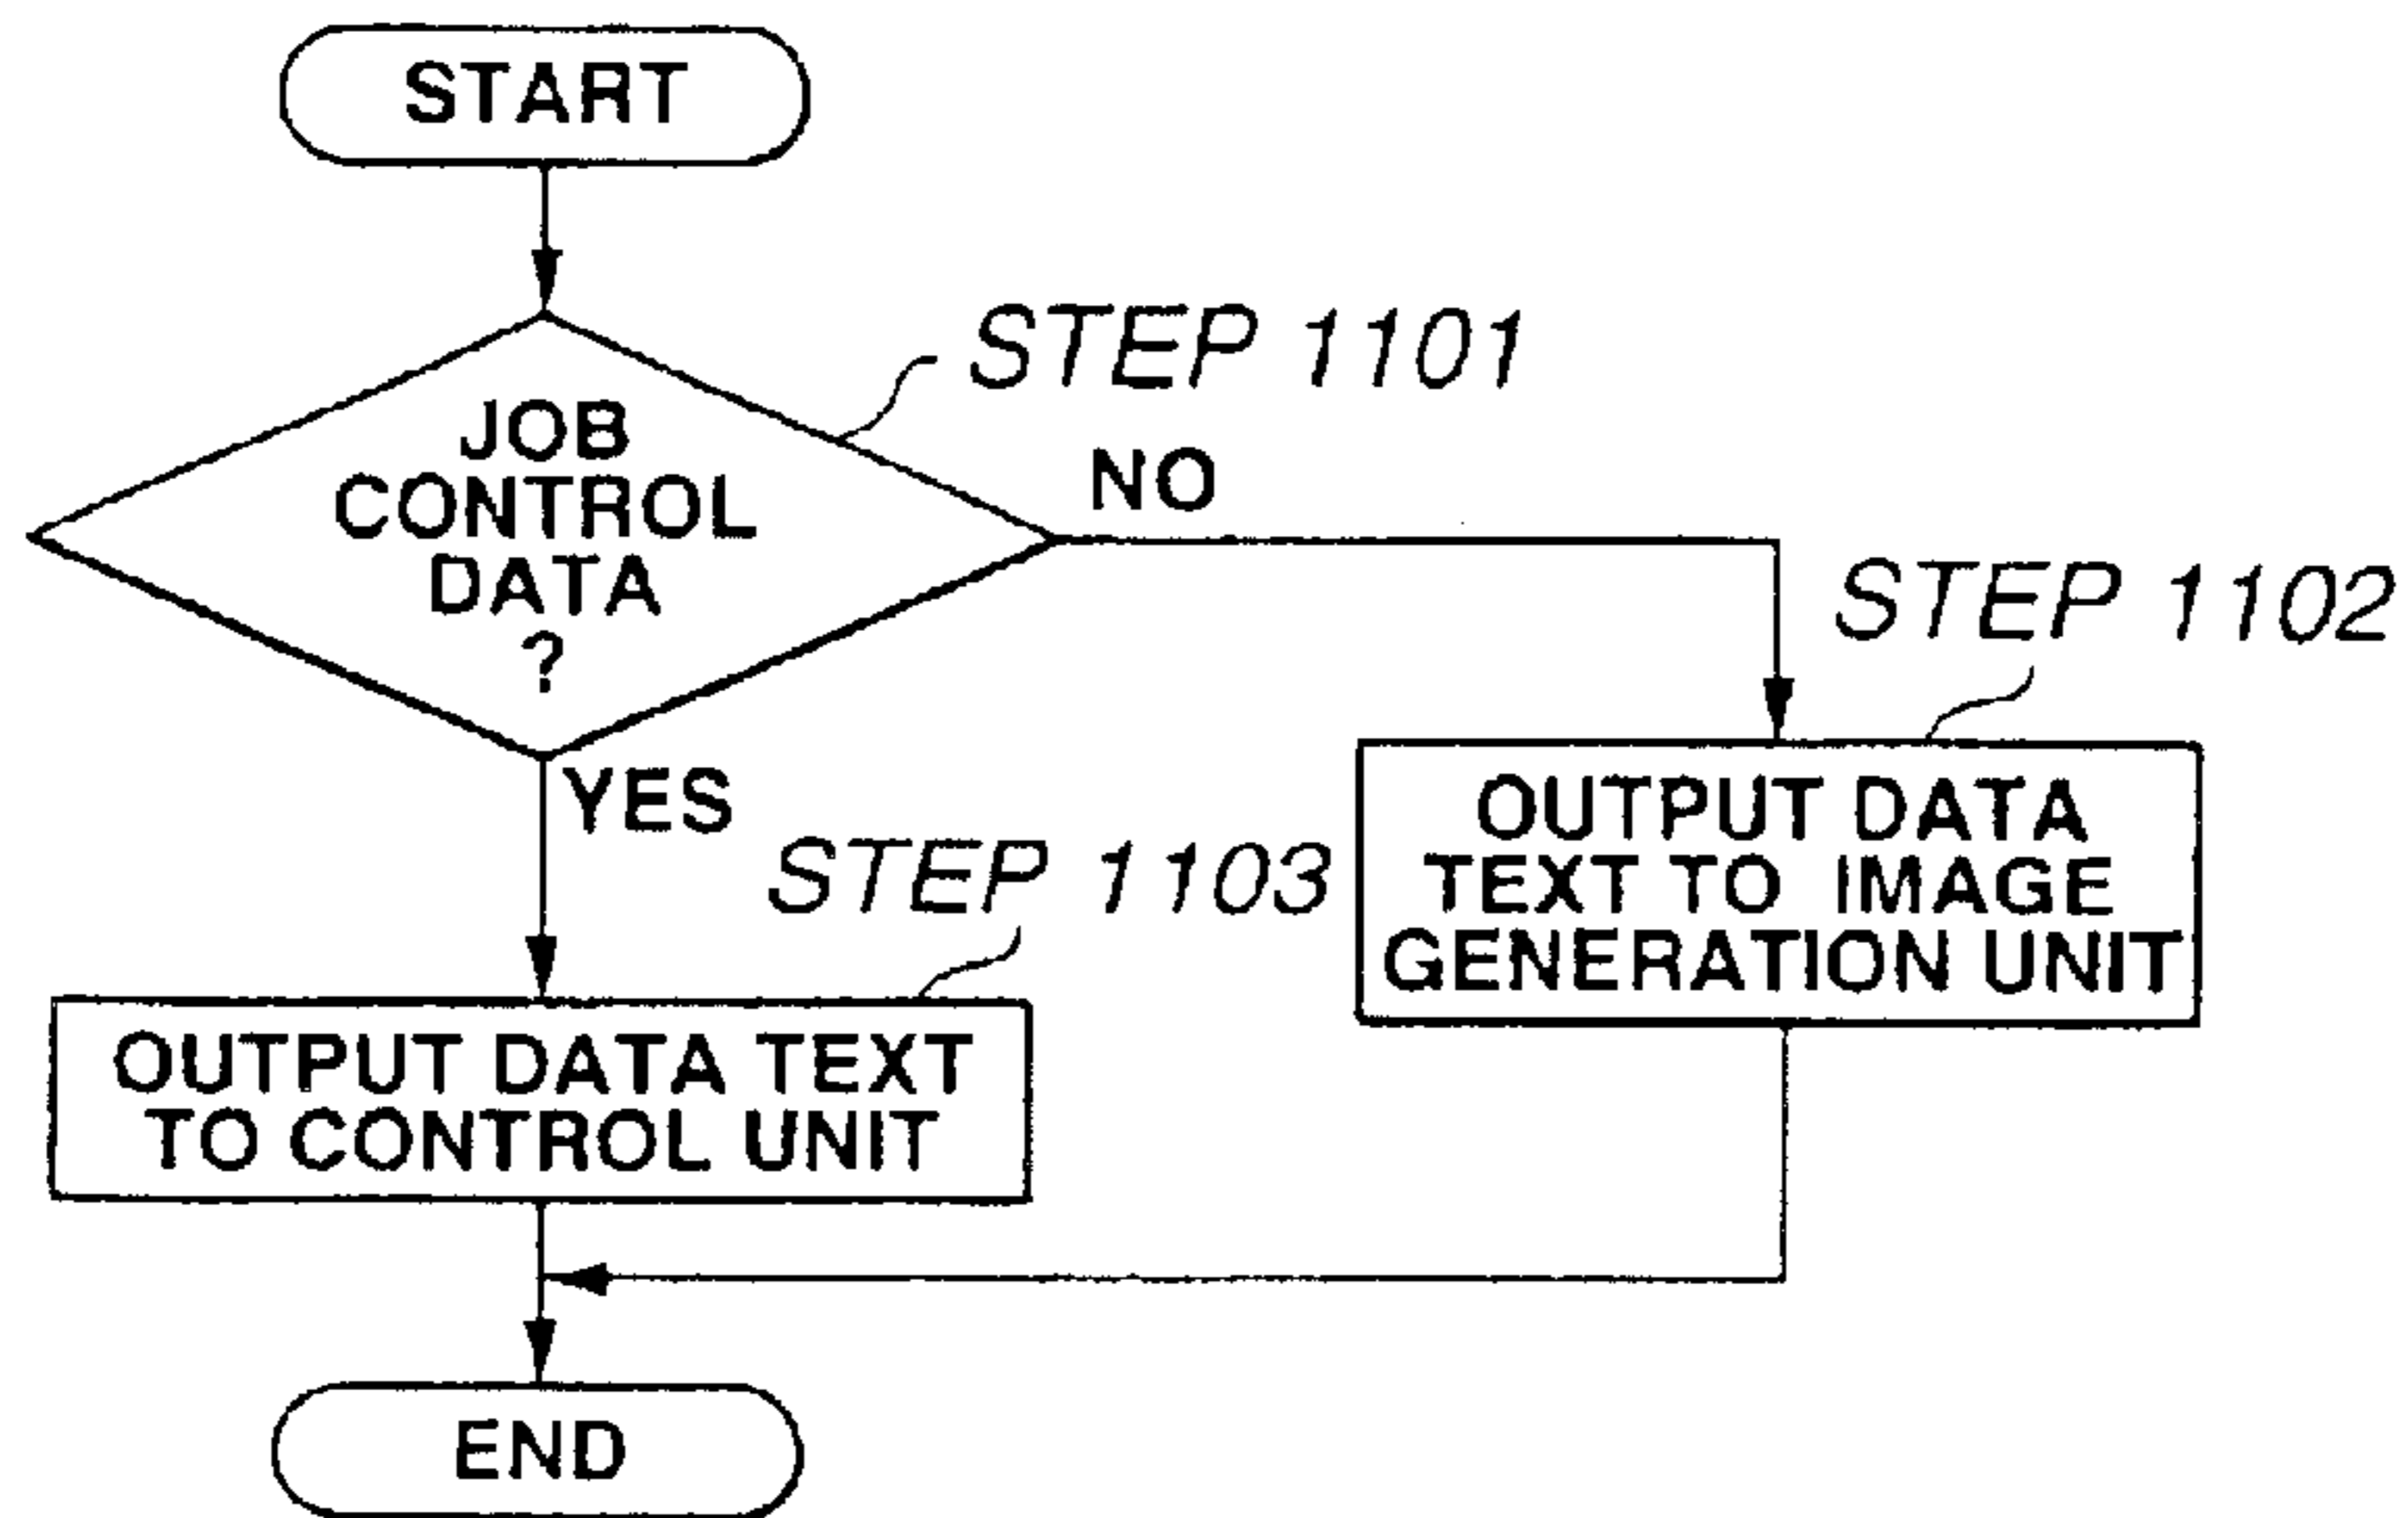 START
STEP 1101
JOB
CONTROL
DATA
?
NO
YES
STEP 1102
OUTPUT DATA
TEXT TO IMAGE
GENERATION UNIT
STEP 1103
OUTPUT DATA TEXT
TO CONTROL UNIT
END